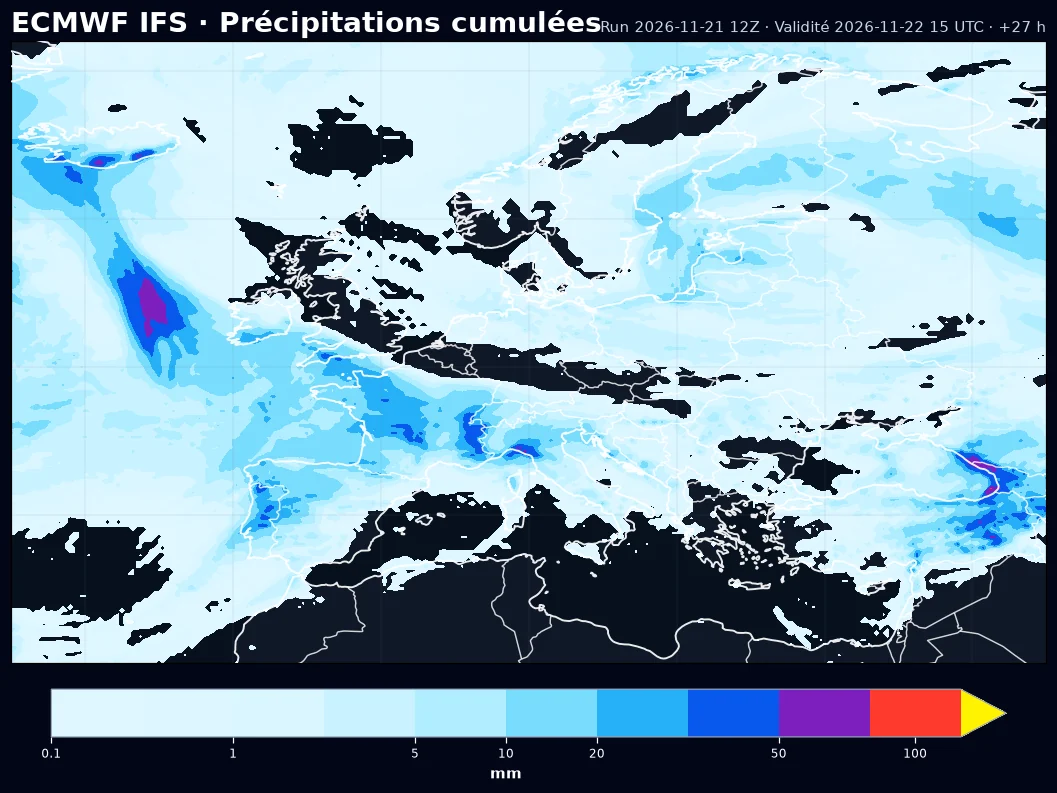 ECMWF IFS · Précipitations cumulées
Run 2026-11-21 12Z · Validité 2026-11-22 15 UTC · +27 h
0.1 1 5 10 20 50 100
mm